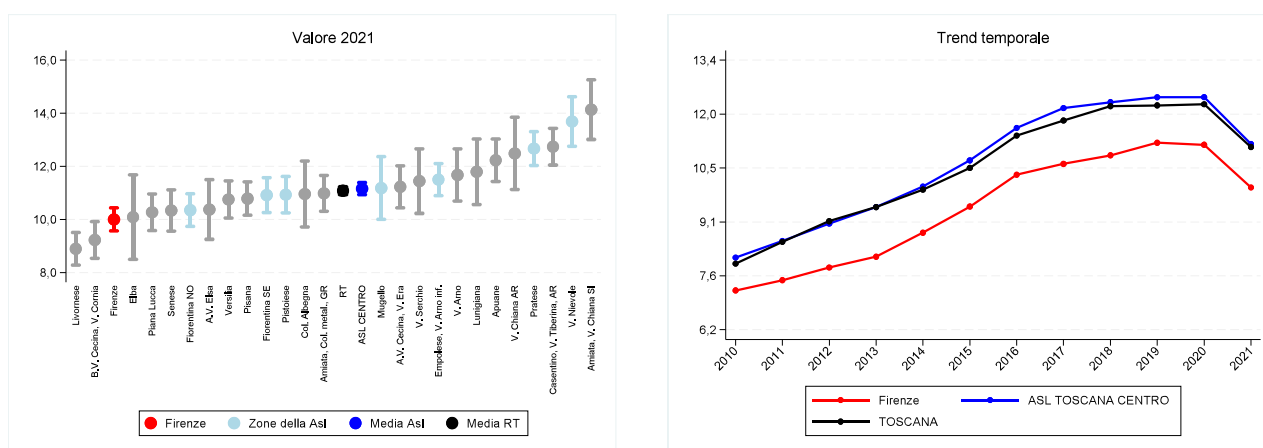 Valore 2021
16,0
14,0
12,0
10,0
8,0
Livornese
B.V. Cecina, V. Cornia
Firenze
Elba
Piana Lucca
Senese
Fiorentina NO
A.V. Elsa
Versilia
Pisana
Fiorentina SE
Pistoiese
Col. Albegna
Amiata, Col. metal., GR
RT
ASL CENTRO
Mugello
A.V. Cecina, V. Era
V. Serchio
Empolese, V. Arno inf.
V. Arno
Lunigiana
Apuane
V. Chiana AR
Pratese
Casentino, V. Tiberina, AR
V. Nievole
Amiata, V. Chiana SI
Firenze Zone della Asl Media Asl Media RT
Trend temporale
13,4
12,0
10,5
9,1
7,6
6,2
2010 2011 2012 2013 2014 2015 2016 2017 2018 2019 2020 2021
Firenze ASL TOSCANA CENTRO
TOSCANA